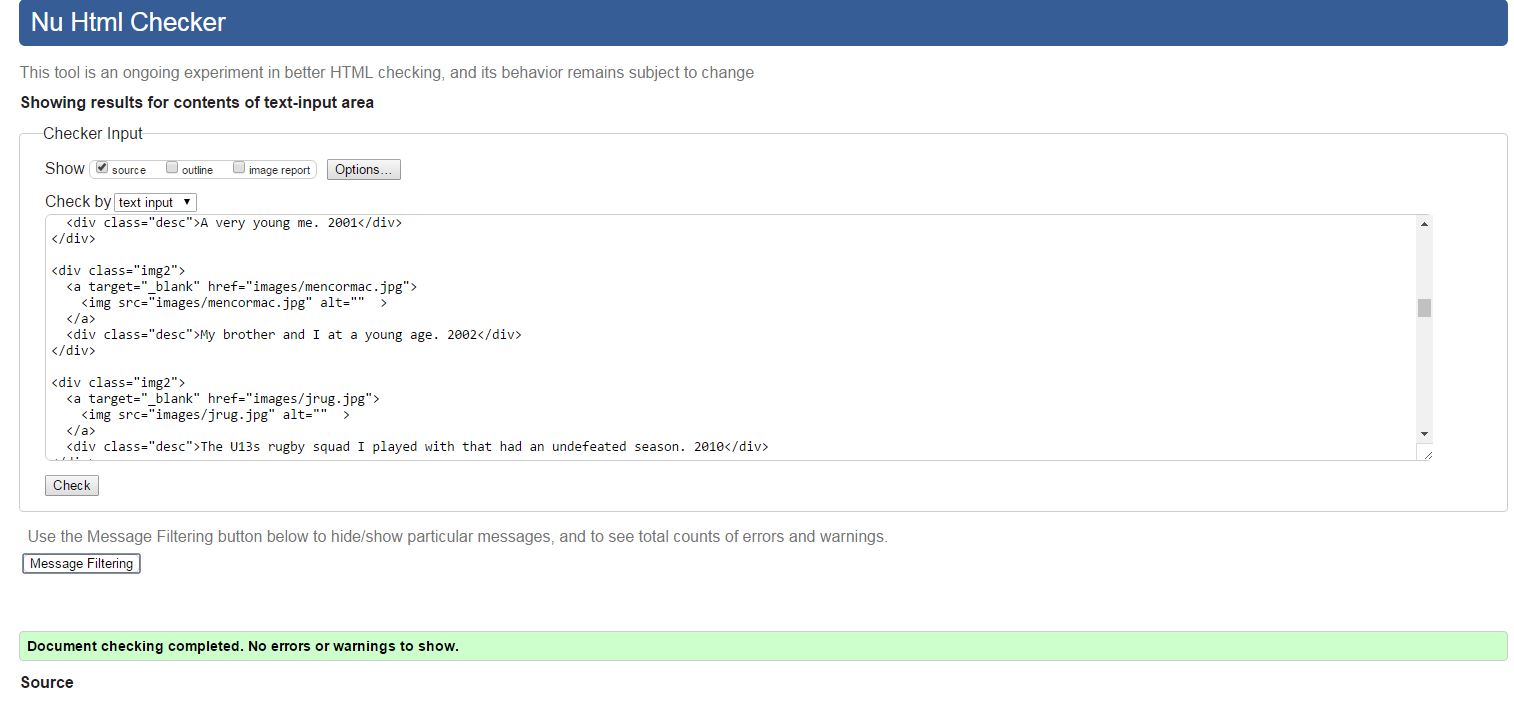 Nu Html Checker
This tool is an ongoing experiment in better HTML checking, and its behavior remains subject to change
Showing results for contents of text-input area
Checker Input
Show source outline image report Options...
Check by text input
<div class="desc">A very young me. 2001</div>
</div>
<div class="img2">
<a target="_blank" href="images/mencormac.jpg">
<img src="images/mencormac.jpg" alt=""  >
</a>
<div class="desc">My brother and I at a young age. 2002</div>
</div>
<div class="img2">
<a target="_blank" href="images/jrug.jpg">
<img src="images/jrug.jpg" alt=""  >
</a>
<div class="desc">The U13s rugby squad I played with that had an undefeated season. 2010</div>
Check
Use the Message Filtering button below to hide/show particular messages, and to see total counts of errors and warnings.
Message Filtering
Document checking completed. No errors or warnings to show.
Source